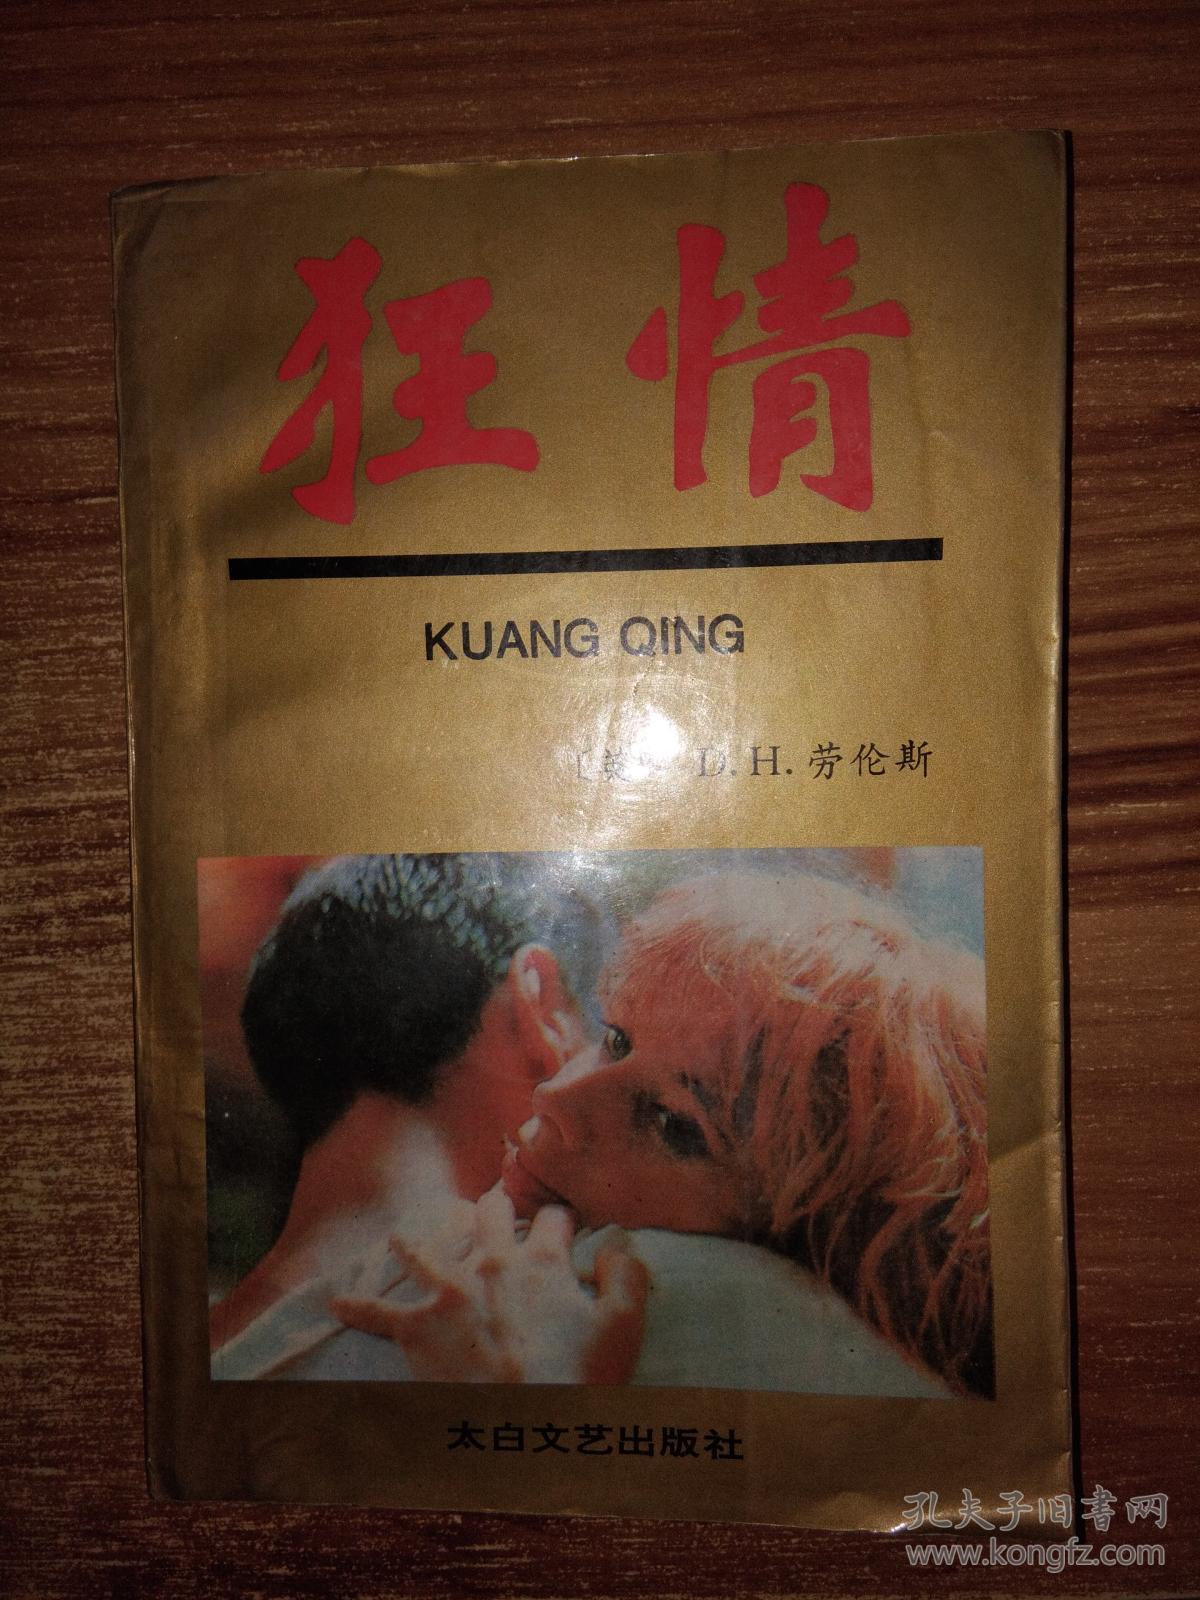 狂情
KUANG QING
〔英〕 D.H.劳伦斯
太白文艺出版社
孔夫子旧书网
www.kongfz.com